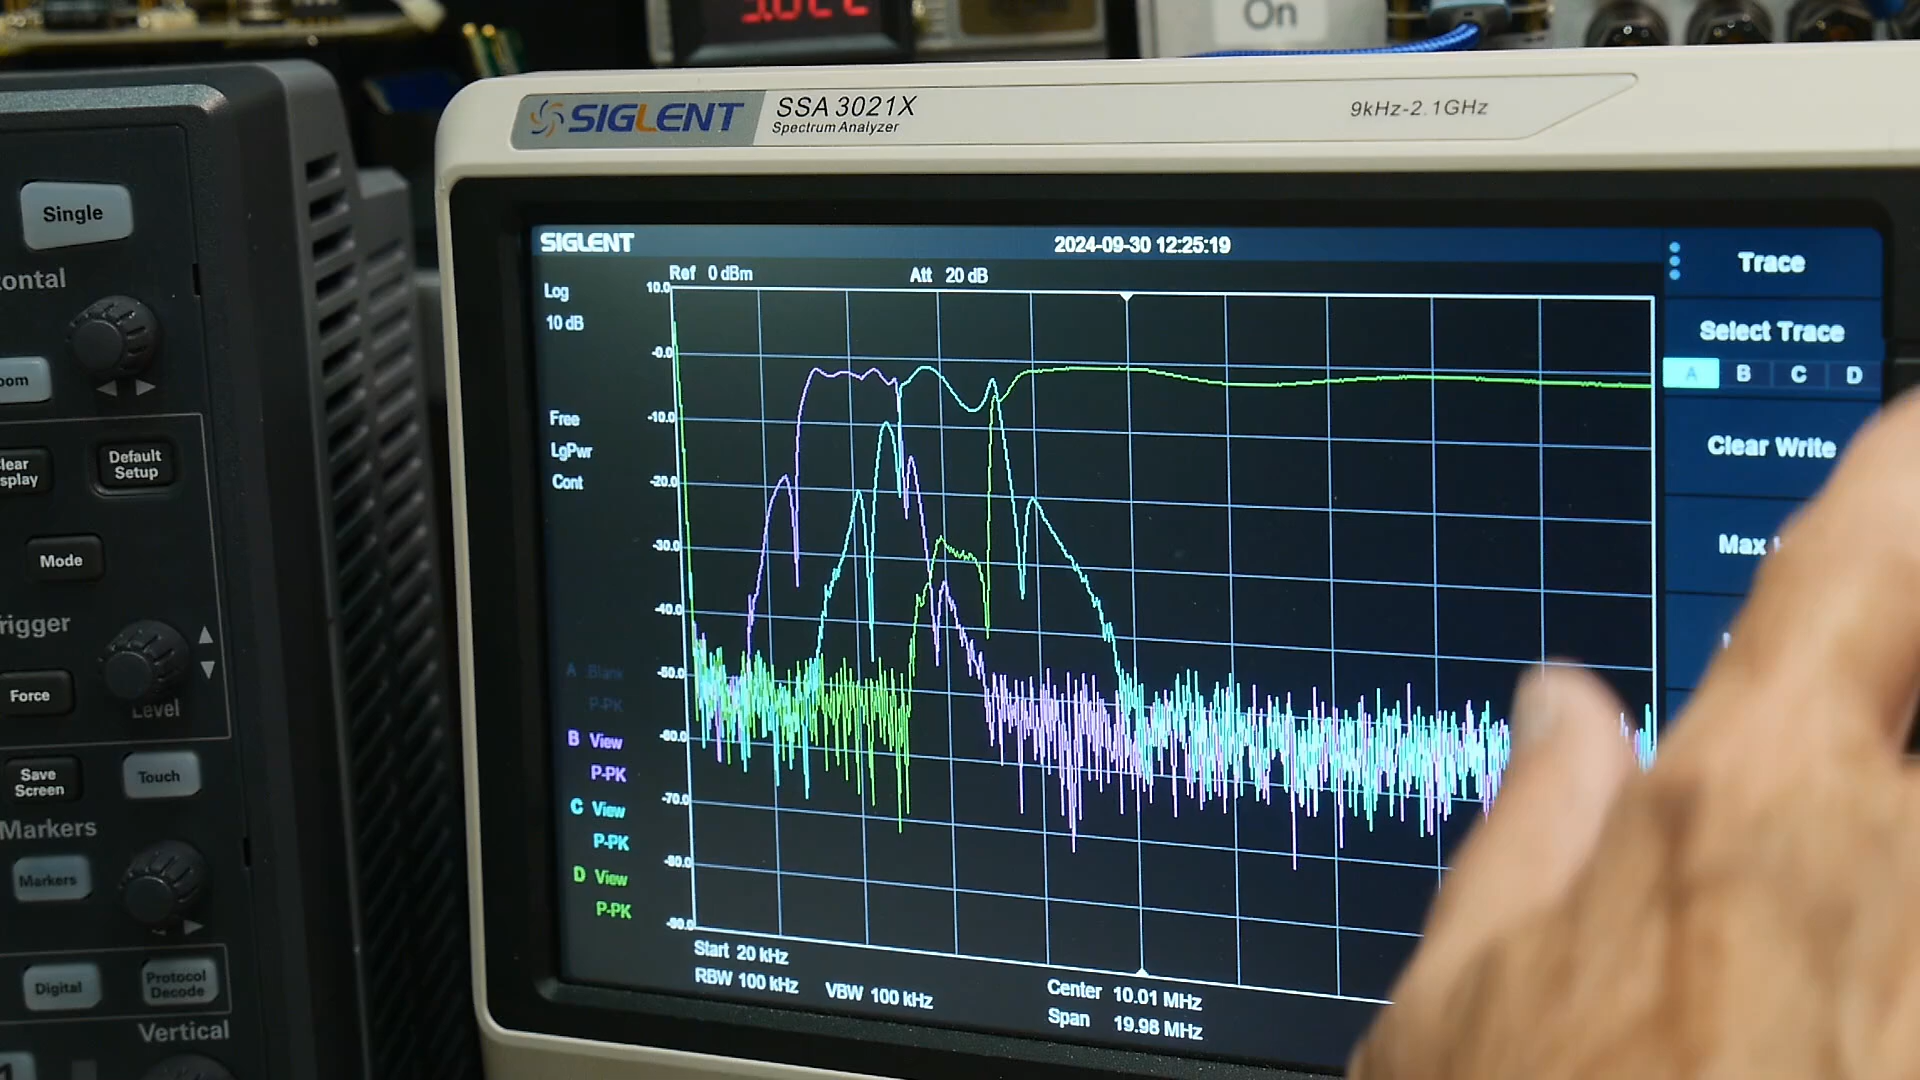 On
SIGLENT
SSA 3021X
Spectrum Analyzer
9kHz-2.1GHz
Single
Default
Setup
Mode
Force
Level
Save
Screen
Touch
Markers
Markers
Digital
Protocol
Decode
Vertical
SIGLENT
2024-09-30 12:25:19
Ref 0 dBm
Att 20 dB
Log
10 dB
Free
LgPwr
Cont
10.0
-0.0
-10.0
-20.0
-30.0
-40.0
-50.0
-60.0
-70.0
-80.0
-90.0
A Blank
P-PK
B View
P-PK
C View
P-PK
D View
P-PK
Start 20 kHz
RBW 100 kHz
VBW 100 kHz
Center 10.01 MHz
Span 19.98 MHz
Trace
Select Trace
A B C D
Clear Write
Max